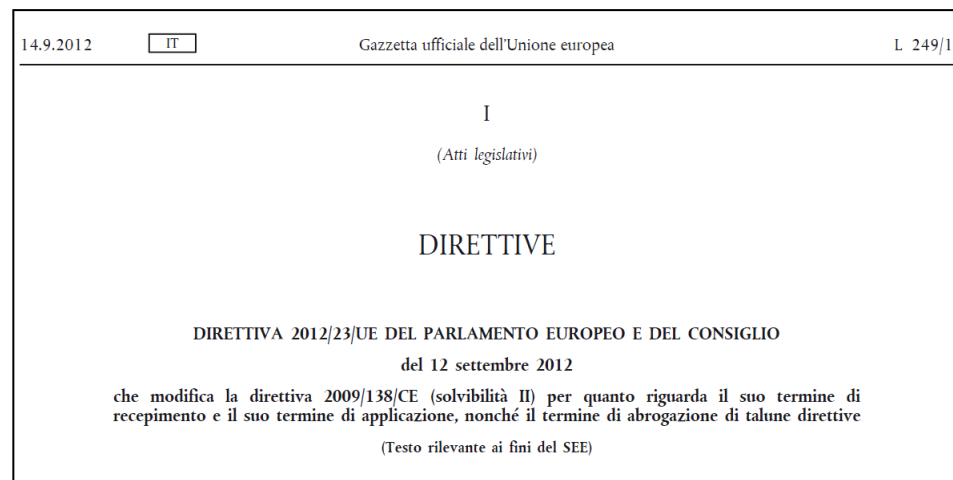 14.9.2012 IT Gazzetta ufficiale dell'Unione europea L 249/1
I
(Atti legislativi)
DIRETTIVE
DIRETTIVA 2012/23/UE DEL PARLAMENTO EUROPEO E DEL CONSIGLIO
del 12 settembre 2012
che modifica la direttiva 2009/138/CE (solvibilità II) per quanto riguarda il suo termine di
recepimento e il suo termine di applicazione, nonché il termine di abrogazione di talune direttive
(Testo rilevante ai fini del SEE)